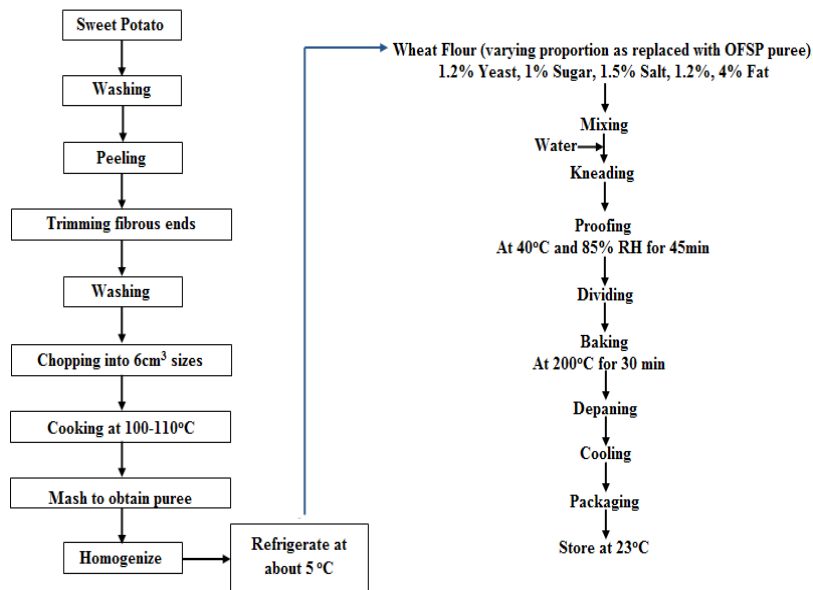 Sweet Potato
Washing
Peeling
Trimming fibrous ends
Washing
Chopping into 6cm³ sizes
Cooking at 100-110°C
Mash to obtain puree
Homogenize
Refrigerate at
about 5 °C
Wheat Flour (varying proportion as replaced with OFSP puree)
1.2% Yeast, 1% Sugar, 1.5% Salt, 1.2%, 4% Fat
Mixing
Water
Kneading
Proofing
At 40°C and 85% RH for 45min
Dividing
Baking
At 200°C for 30 min
Depaning
Cooling
Packaging
Store at 23°C